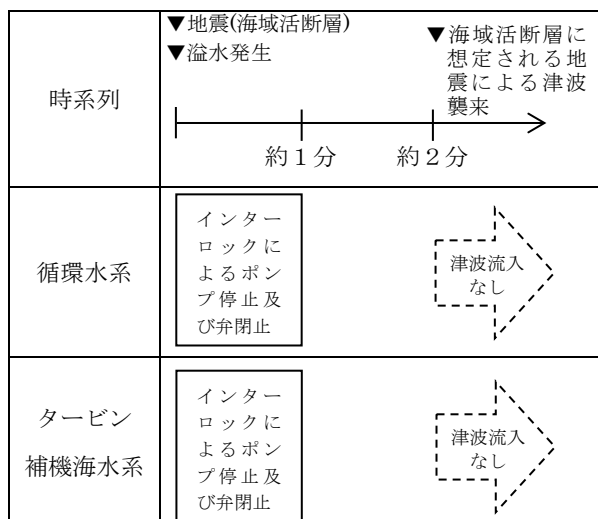 時系列
▼地震(海域活断層)
▼溢水発生
▼海域活断層に
想定される地
震による津波
襲来
約１分
約２分
循環水系
インター
ロックに
よるポン
プ停止及
び弁閉止
津波流入
なし
タービン
補機海水系
インター
ロックに
よるポン
プ停止及
び弁閉止
津波流入
なし